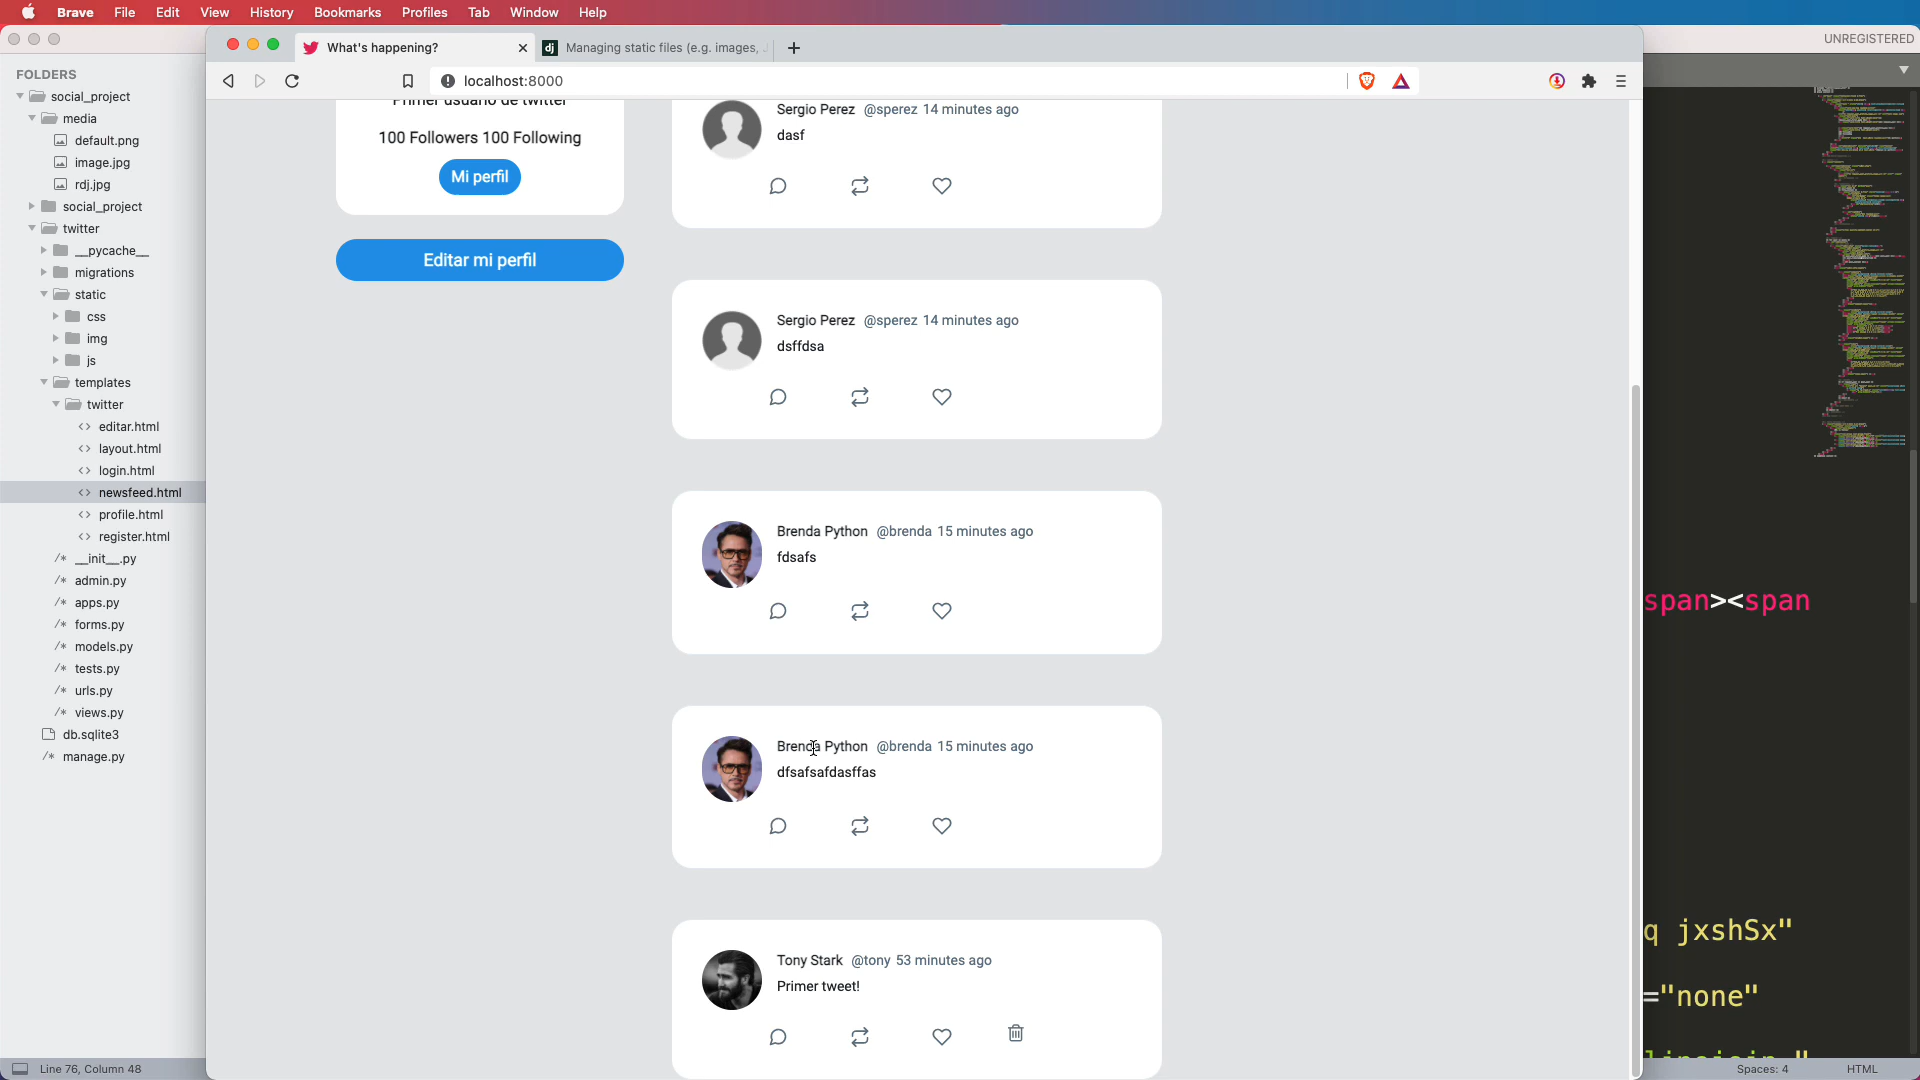 Brave File Edit View History Bookmarks Profiles Tab Window Help
UNREGISTERED
What's happening?
dj Managing static files (e.g. images, J
localhost:8000
FOLDERS
social_project
media
default.png
image.jpg
rdj.jpg
social_project
twitter
__pycache__
migrations
static
css
img
js
templates
twitter
editar.html
layout.html
login.html
newsfeed.html
profile.html
register.html
__init__.py
admin.py
apps.py
forms.py
models.py
tests.py
urls.py
views.py
db.sqlite3
manage.py
Line 76, Column 48
Primer usuario de twitter
100 Followers 100 Following
Mi perfil
Editar mi perfil
Sergio Perez @sperez 14 minutes ago
dasf
Sergio Perez @sperez 14 minutes ago
dsffdsa
Brenda Python @brenda 15 minutes ago
fdsafs
Brenda Python @brenda 15 minutes ago
dfsafsafdasffas
Tony Stark @tony 53 minutes ago
Primer tweet!
span><span
q jxshSx"
="none"
Spaces: 4
HTML